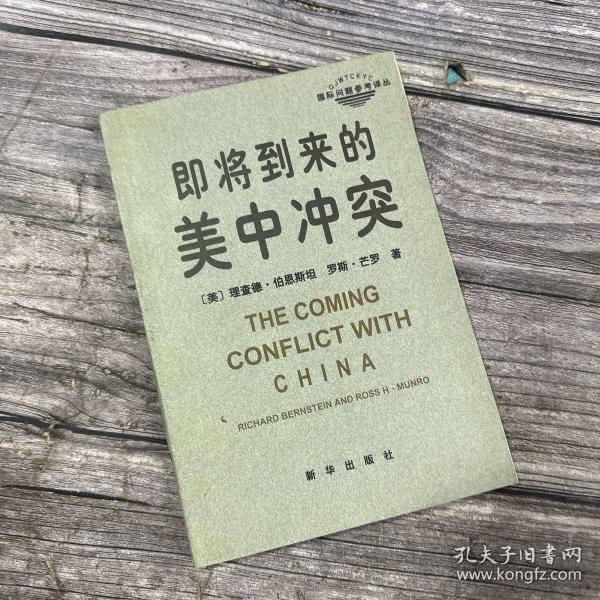 GJWTCKYC
国际问题参考译丛
即将到来的
美中冲突
〔美〕理查德·伯恩斯坦 罗斯·芒罗 著
THE COMING
CONFLICT WITH
CHINA
RICHARD BERNSTEIN AND ROSS H·MUNRO
新华出版社
孔夫子旧書网
www.kongfz.com